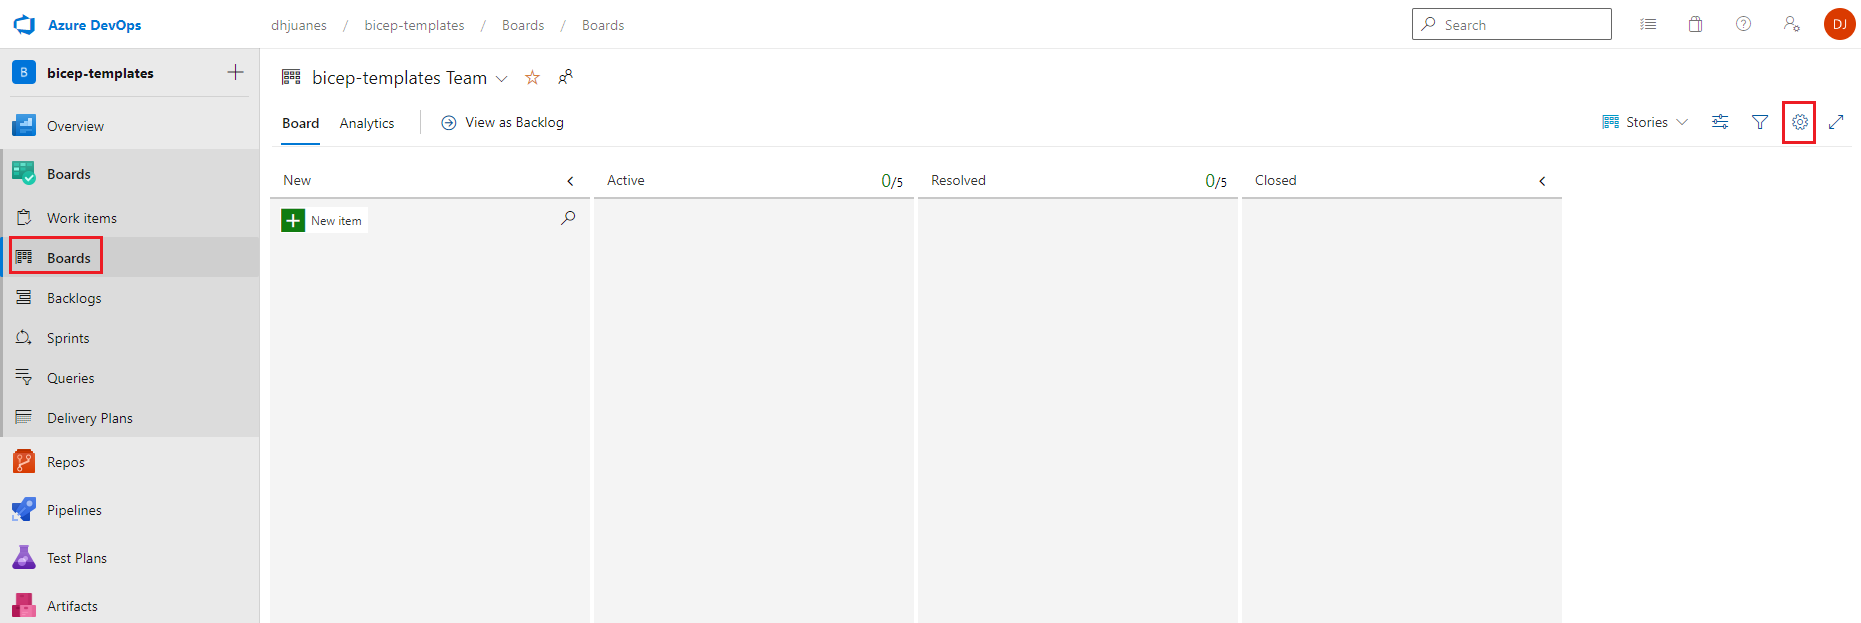 Azure DevOps
dhjuanes / bicep-templates / Boards / Boards
Search
DJ
B bicep-templates
Overview
Boards
Work items
Boards
Backlogs
Sprints
Queries
Delivery Plans
Repos
Pipelines
Test Plans
Artifacts
bicep-templates Team
Board Analytics View as Backlog
Stories
New Active 0/5 Resolved 0/5 Closed
New item